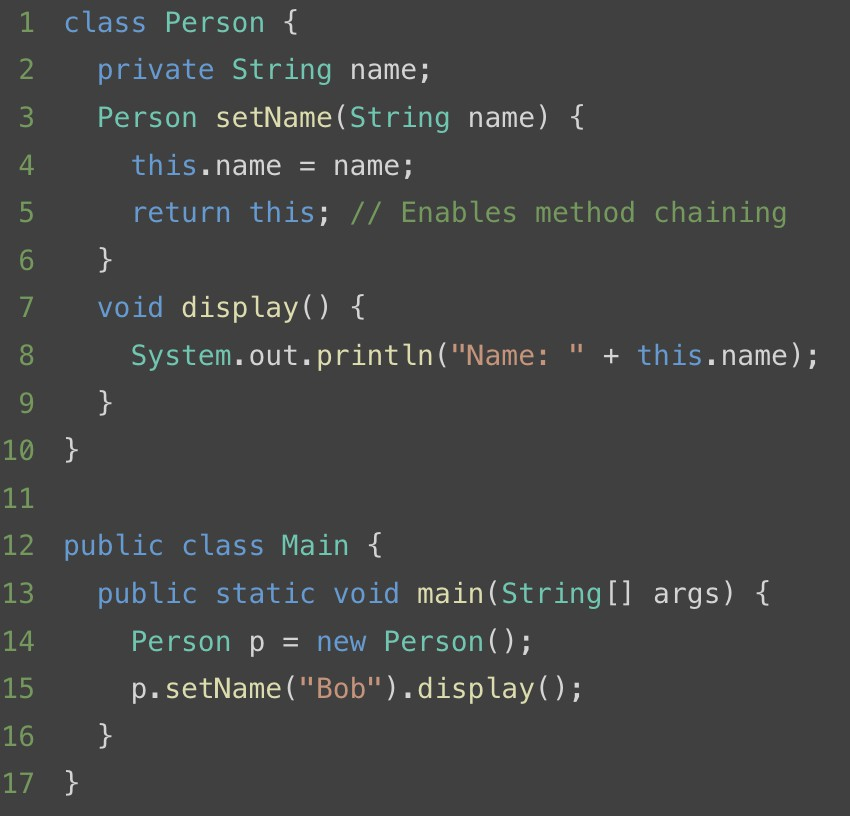 1 class Person {
2   private String name;
3   Person setName(String name) {
4     this.name = name;
5     return this; // Enables method chaining
6   }
7   void display() {
8     System.out.println("Name: " + this.name);
9   }
10 }
11
12 public class Main {
13   public static void main(String[] args) {
14     Person p = new Person();
15     p.setName("Bob").display();
16   }
17 }